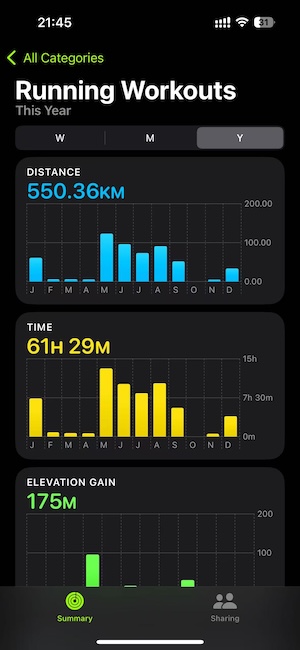 21:45
31
All Categories
Running Workouts
This Year
W M Y
DISTANCE
550.36KM
200.00
100.00
0.00
J F M A M J J A S O N D
TIME
61H 29M
15h
7h 30m
0m
J F M A M J J A S O N D
ELEVATION GAIN
175M
200
100
Summary Sharing